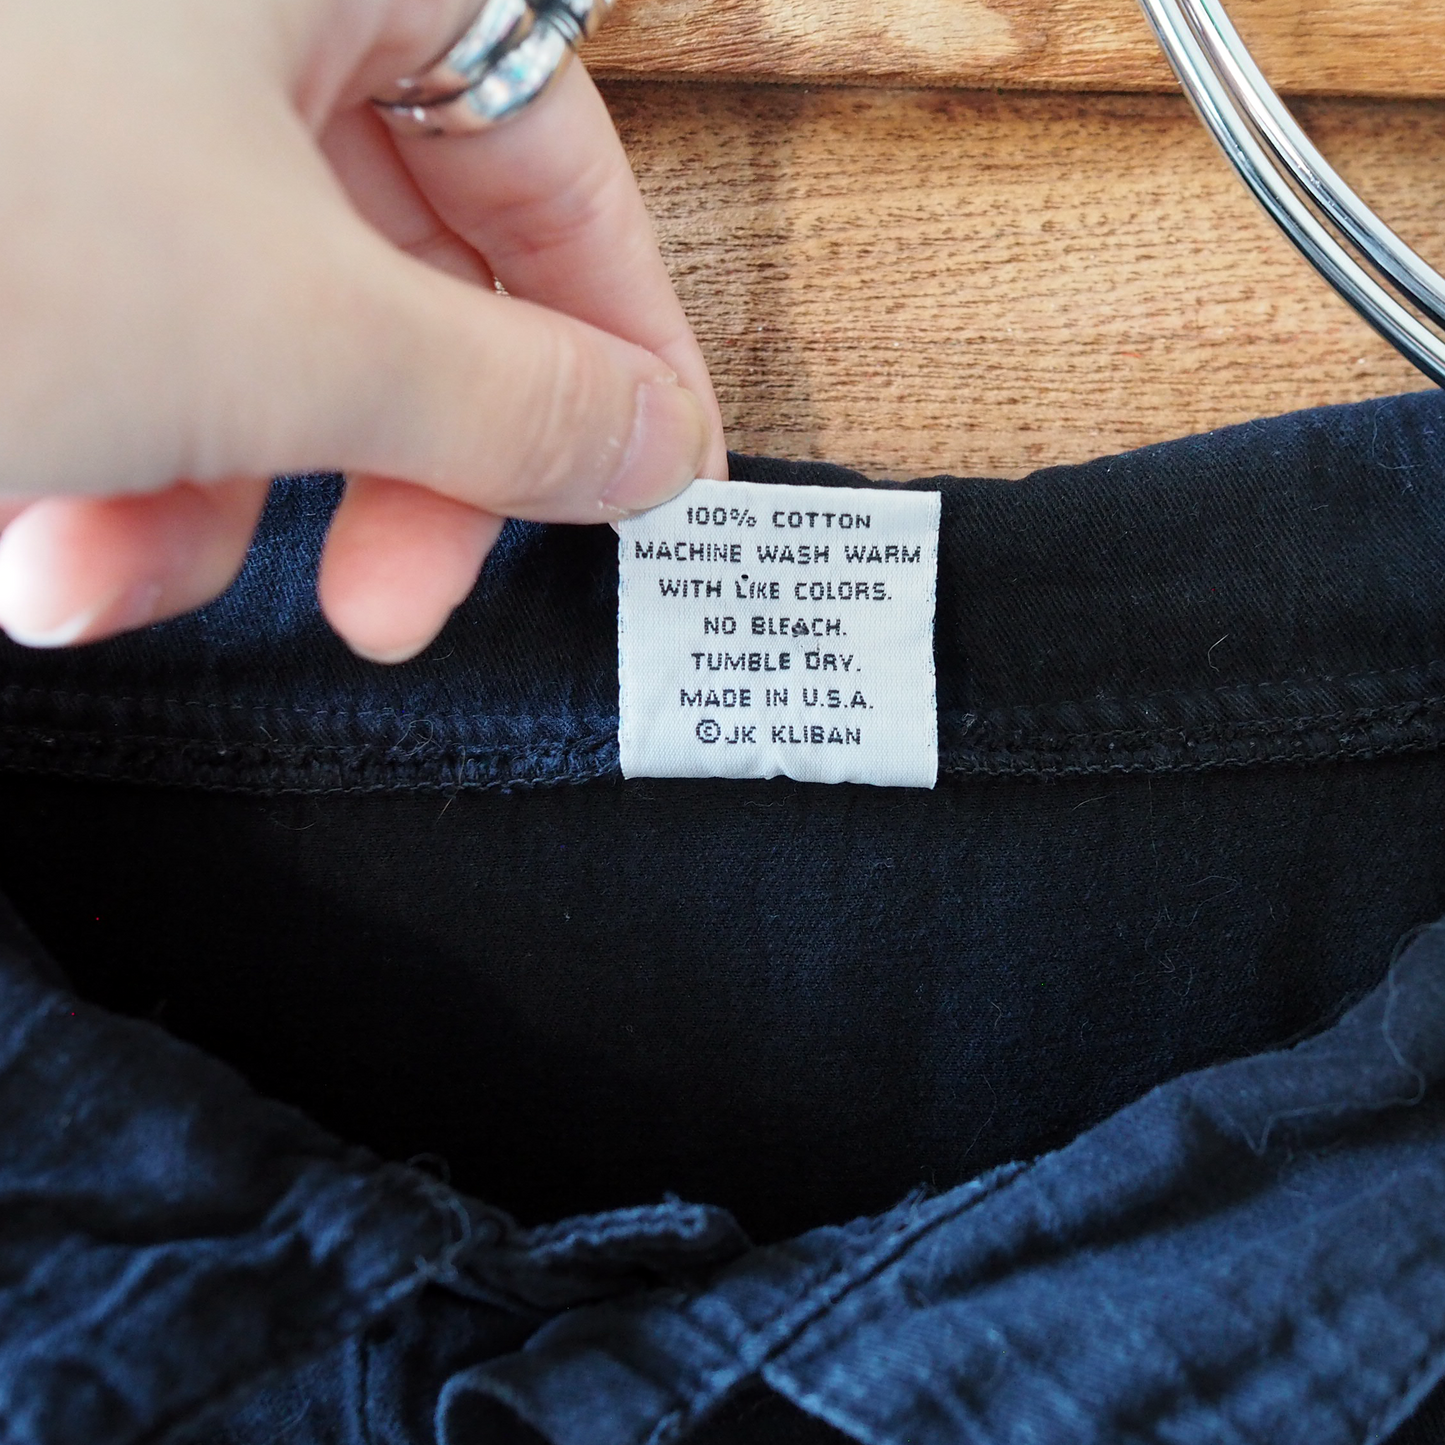 100% COTTON
MACHINE WASH WARM
WITH LIKE COLORS.
NO BLEACH.
TUMBLE DRY.
MADE IN U.S.A.
©JK KLIBAN